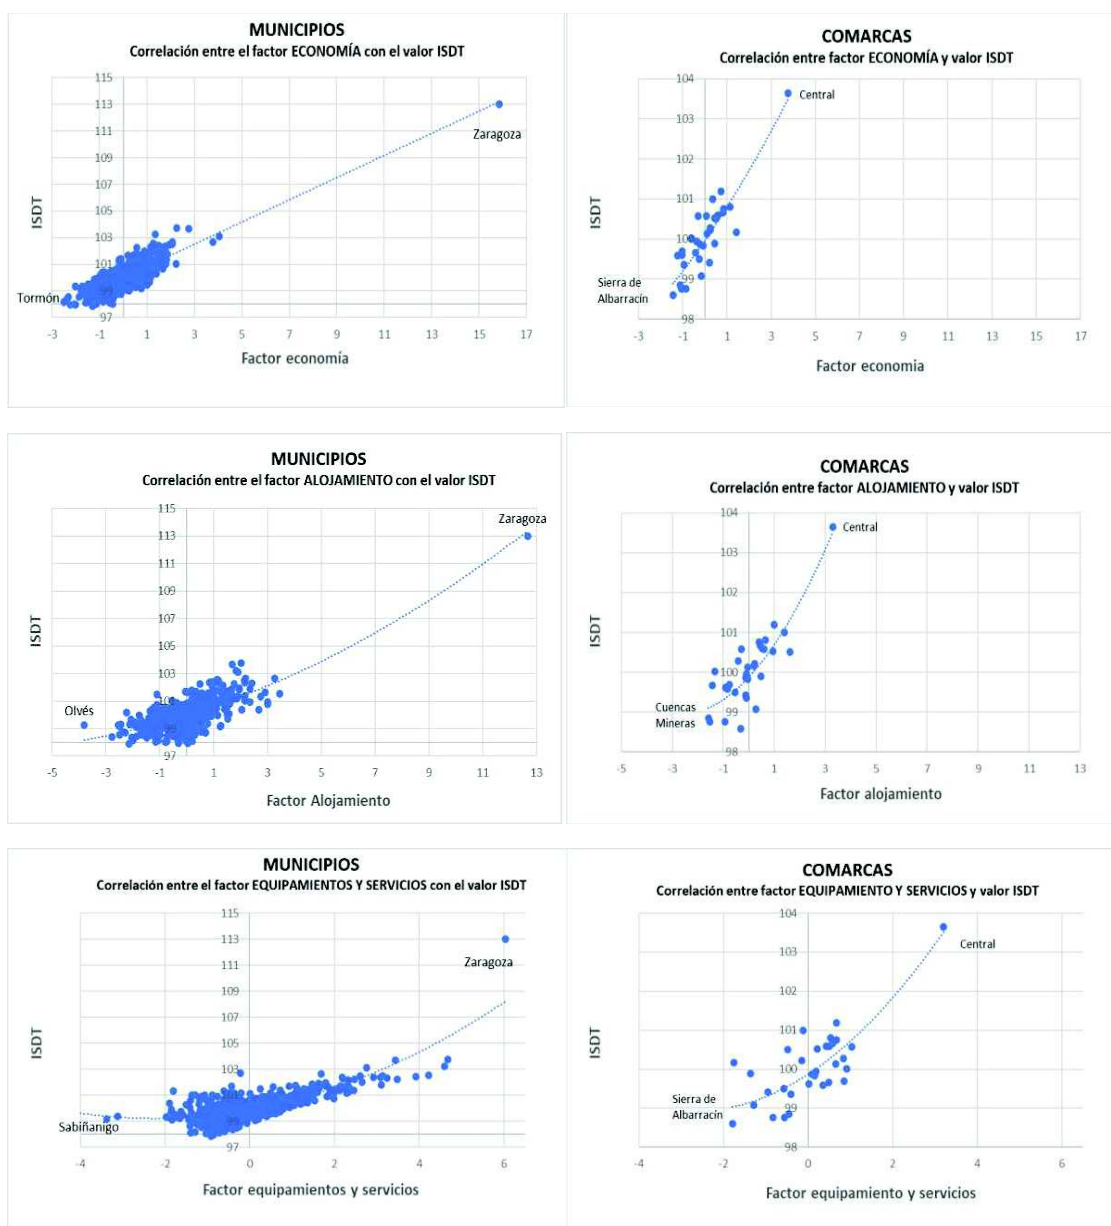 MUNICIPIOS
Correlación entre el factor ECONOMÍA con el valor ISDT
115
113
111
109
107
105
103
101
99
97
ISDT
Zaragoza
Tormón
-3 -1 1 3 5 7 9 11 13 15 17
Factor economía
COMARCAS
Correlación entre factor ECONOMÍA y valor ISDT
104
103
102
101
100
99
98
ISDT
Central
Sierra de
Albarracín
-3 -1 1 3 5 7 9 11 13 15 17
Factor economia
MUNICIPIOS
Correlación entre el factor ALOJAMIENTO con el valor ISDT
115
113
111
109
107
105
103
101
99
97
ISDT
Zaragoza
Olvés
-5 -3 -1 1 3 5 7 9 11 13
Factor Alojamiento
COMARCAS
Correlación entre factor ALOJAMIENTO y valor ISDT
104
103
102
101
100
99
98
ISDT
Central
Cuencas
Mineras
-5 -3 -1 1 3 5 7 9 11 13
Factor alojamiento
MUNICIPIOS
Correlación entre el factor EQUIPAMIENTOS Y SERVICIOS con el valor ISDT
115
113
111
109
107
105
103
101
99
97
ISDT
Zaragoza
Sabiñanigo
-4 -2 0 2 4 6
Factor equipamientos y servicios
COMARCAS
Correlación entre factor EQUIPAMIENTO Y SERVICIOS y valor ISDT
104
103
102
101
100
99
98
ISDT
Central
Sierra de
Albarracín
-4 -2 0 2 4 6
Factor equipamiento y servicios